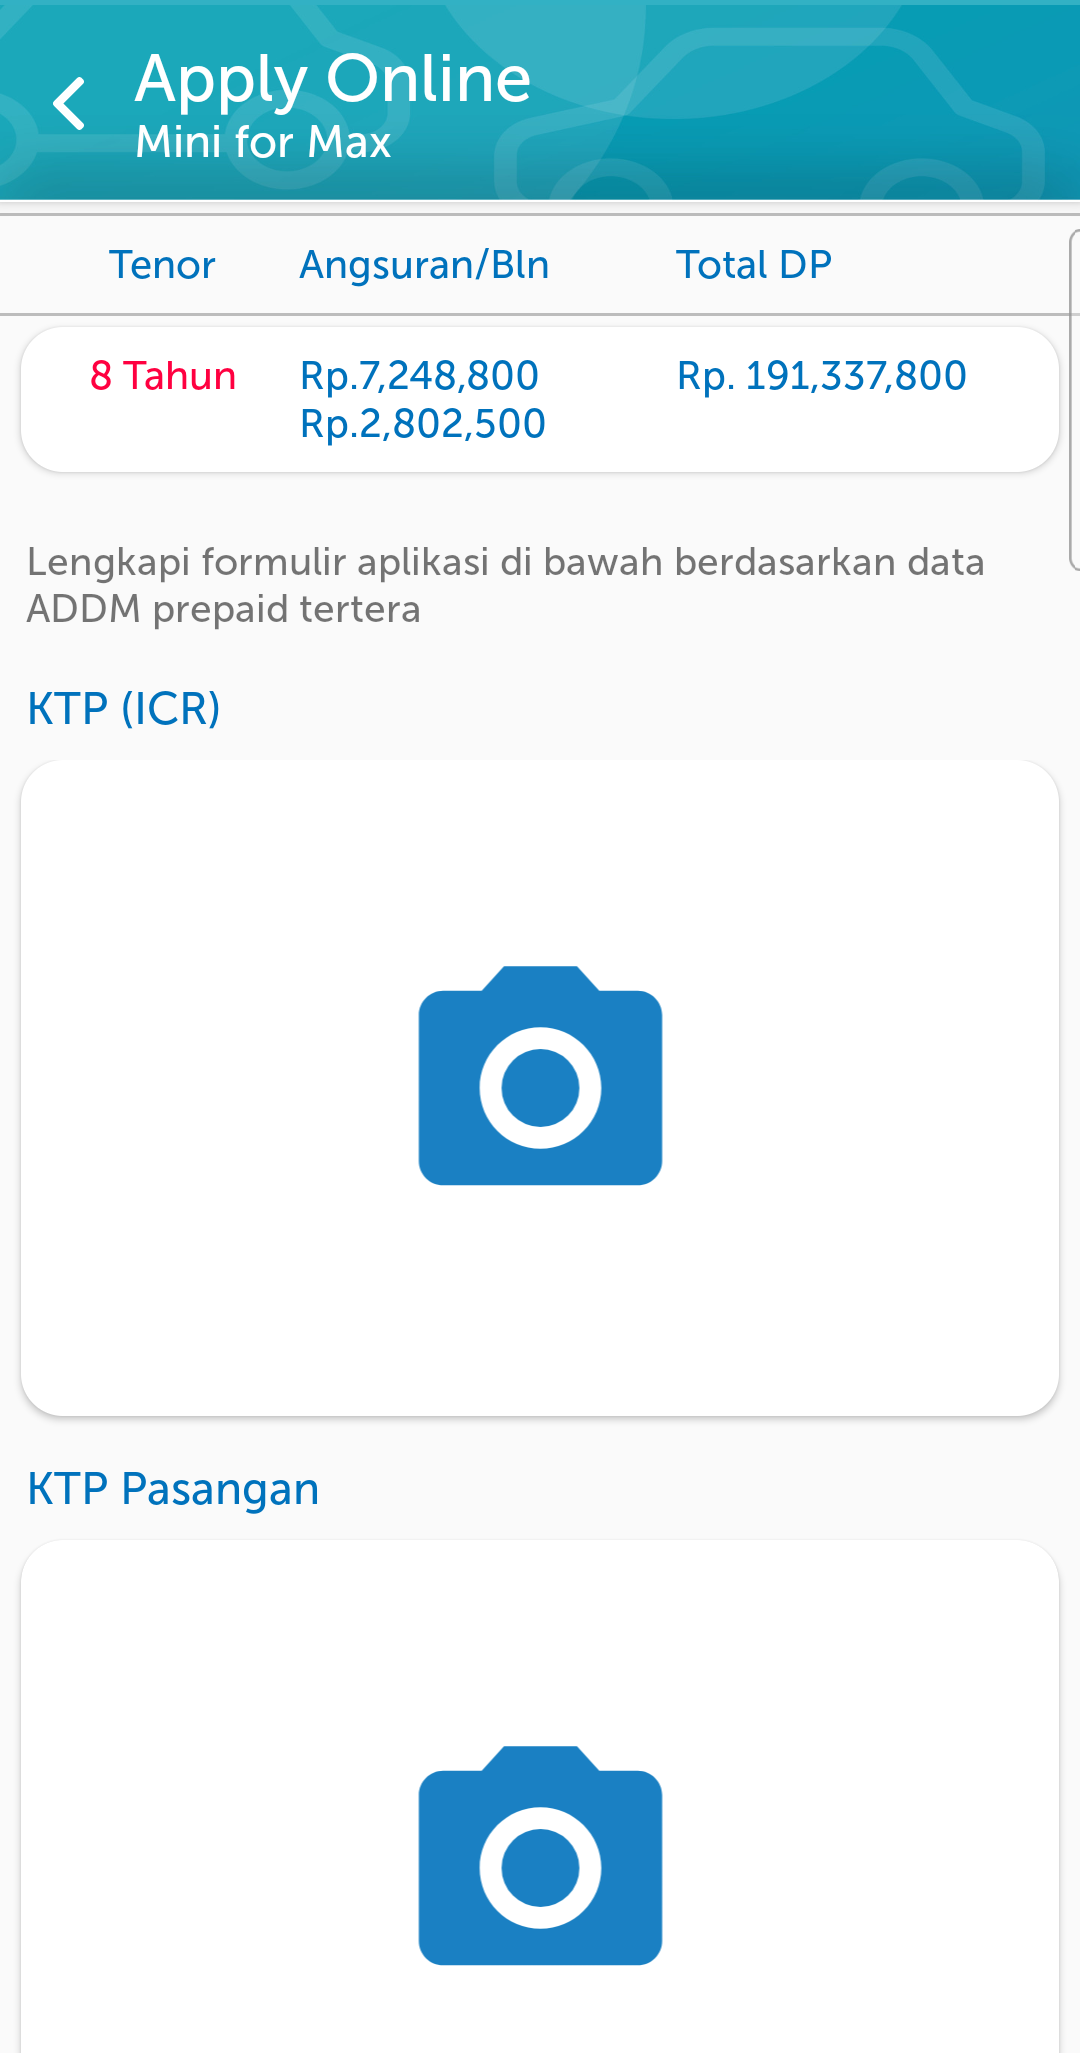 Apply Online
Mini for Max
Tenor Angsuran/Bln Total DP
8 Tahun Rp.7,248,800 Rp. 191,337,800
Rp.2,802,500
Lengkapi formulir aplikasi di bawah berdasarkan data
ADDM prepaid tertera
KTP (ICR)
KTP Pasangan